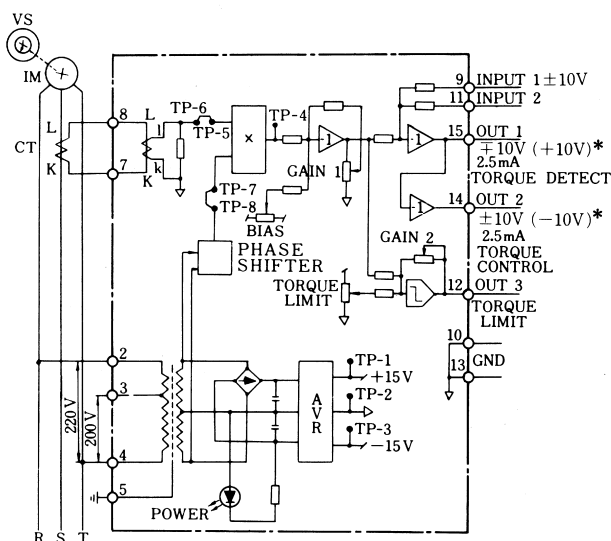 VS
IM
CT
L
K
8
7
L
l
k
K
TP-6
TP-5
×
TP-4
-1
GAIN 1
9 INPUT 1 ±10V
11 INPUT 2
-1
15 OUT 1
∓10V (+10V)*
2.5mA
TORQUE DETECT
-1
14 OUT 2
±10V (−10V)*
2.5mA
TORQUE
CONTROL
TP-7
TP-8
BIAS
PHASE
SHIFTER
GAIN 2
TORQUE
LIMIT
12 OUT 3
TORQUE
LIMIT
10
13 GND
2
3
4
5
220V
200V
AVR
TP-1
+15V
TP-2
TP-3
−15V
POWER
R S T